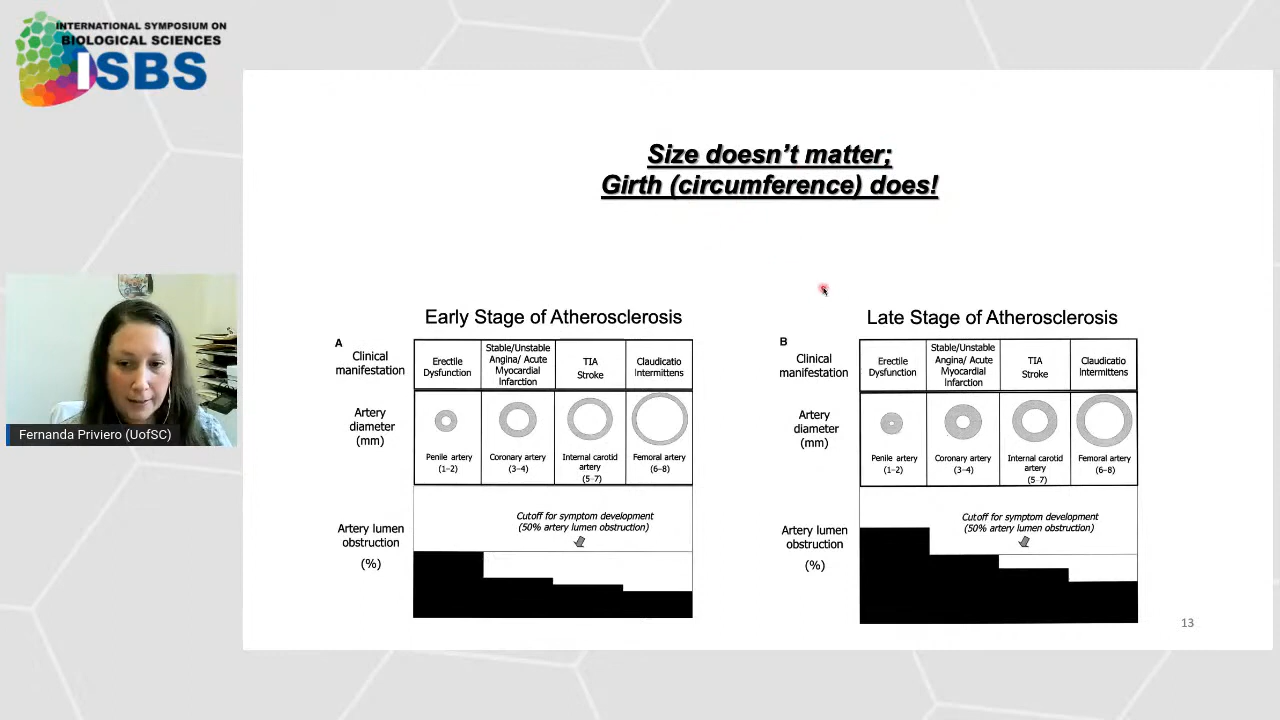 INTERNATIONAL SYMPOSIUM ON
BIOLOGICAL SCIENCES
ISBS
Size doesn't matter;
Girth (circumference) does!
Fernanda Priviero (UofSC)
Early Stage of Atherosclerosis
A
Clinical
manifestation
Erectile
Dysfunction
Stable/Unstable
Angina/ Acute
Myocardial
Infarction
TIA
Stroke
Claudicatio
Intermittens
Artery
diameter
(mm)
Penile artery
(1–2)
Coronary artery
(3–4)
Internal carotid
artery
(5–7)
Femoral artery
(6–8)
Artery lumen
obstruction
(%)
Cutoff for symptom development
(50% artery lumen obstruction)
Late Stage of Atherosclerosis
B
Clinical
manifestation
Erectile
Dysfunction
Stable/Unstable
Angina/ Acute
Myocardial
Infarction
TIA
Stroke
Claudicatio
Intermittens
Artery
diameter
(mm)
Penile artery
(1–2)
Coronary artery
(3–4)
Internal carotid
artery
(5–7)
Femoral artery
(6–8)
Artery lumen
obstruction
(%)
Cutoff for symptom development
(50% artery lumen obstruction)
13